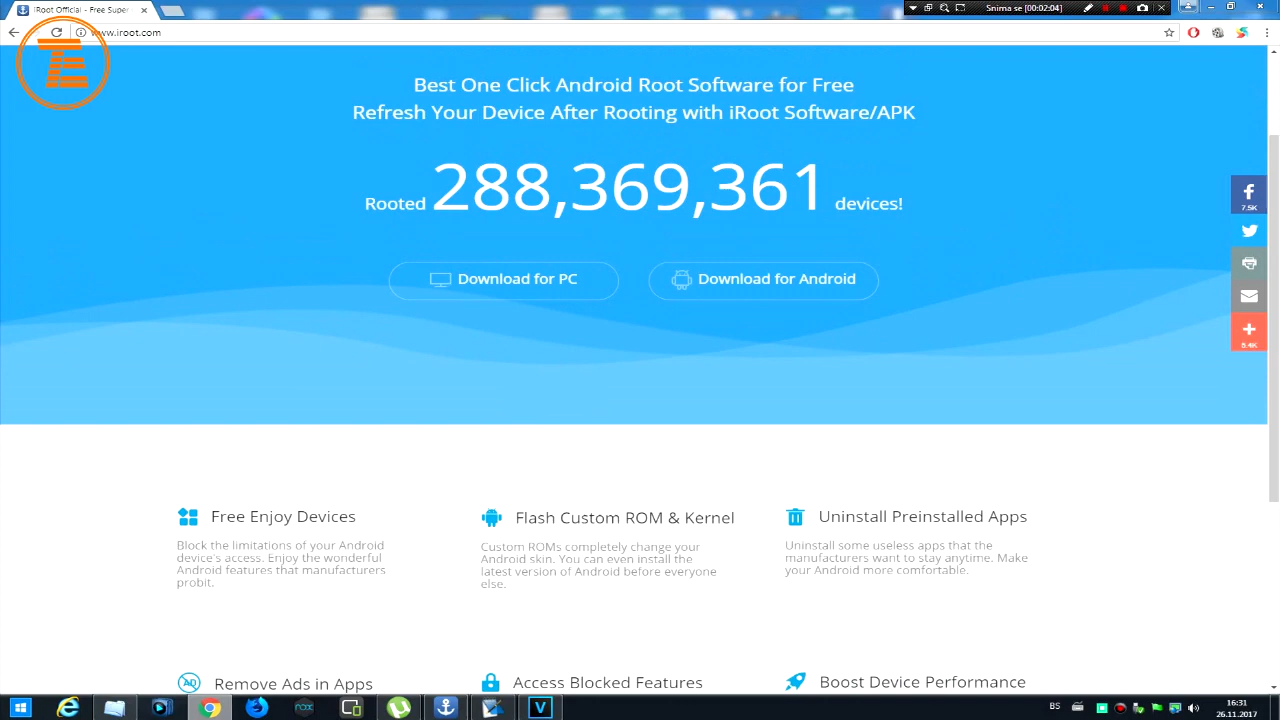 iRoot Official - Free Super
Snima se [00:02:04]
www.iroot.com
Best One Click Android Root Software for Free
Refresh Your Device After Rooting with iRoot Software/APK
Rooted 288,369,361 devices!
7.5K
Download for PC
Download for Android
8.4K
Free Enjoy Devices
Flash Custom ROM & Kernel
Uninstall Preinstalled Apps
Block the limitations of your Android
device's access. Enjoy the wonderful
Android features that manufacturers
probit.
Custom ROMs completely change your
Android skin. You can even install the
latest version of Android before everyone
else.
Uninstall some useless apps that the
manufacturers want to stay anytime. Make
your Android more comfortable.
AD
Remove Ads in Apps
Access Blocked Features
Boost Device Performance
nox
BS
16:31
26.11.2017